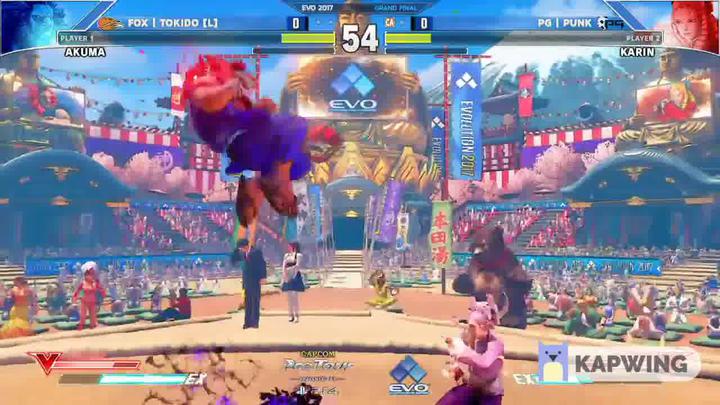 EVO 2017
GRAND FINAL
FOX | TOKIDO [L]
0
CA
0
PG | PUNK
PLAYER 1
54
PLAYER 2
AKUMA
KARIN
EVO
EVOLUTION 2017
本田湯
CAPCOM
Pro Tour
PS4
EVO
EX
EX
KAPWING